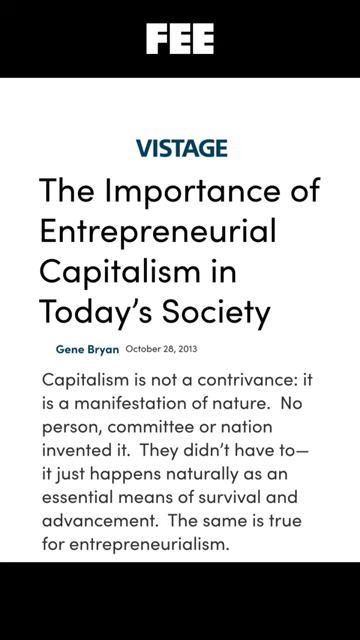 FEE
VISTAGE
The Importance of
Entrepreneurial
Capitalism in
Today’s Society
Gene Bryan October 28, 2013
Capitalism is not a contrivance: it
is a manifestation of nature. No
person, committee or nation
invented it. They didn’t have to—
it just happens naturally as an
essential means of survival and
advancement. The same is true
for entrepreneurialism.